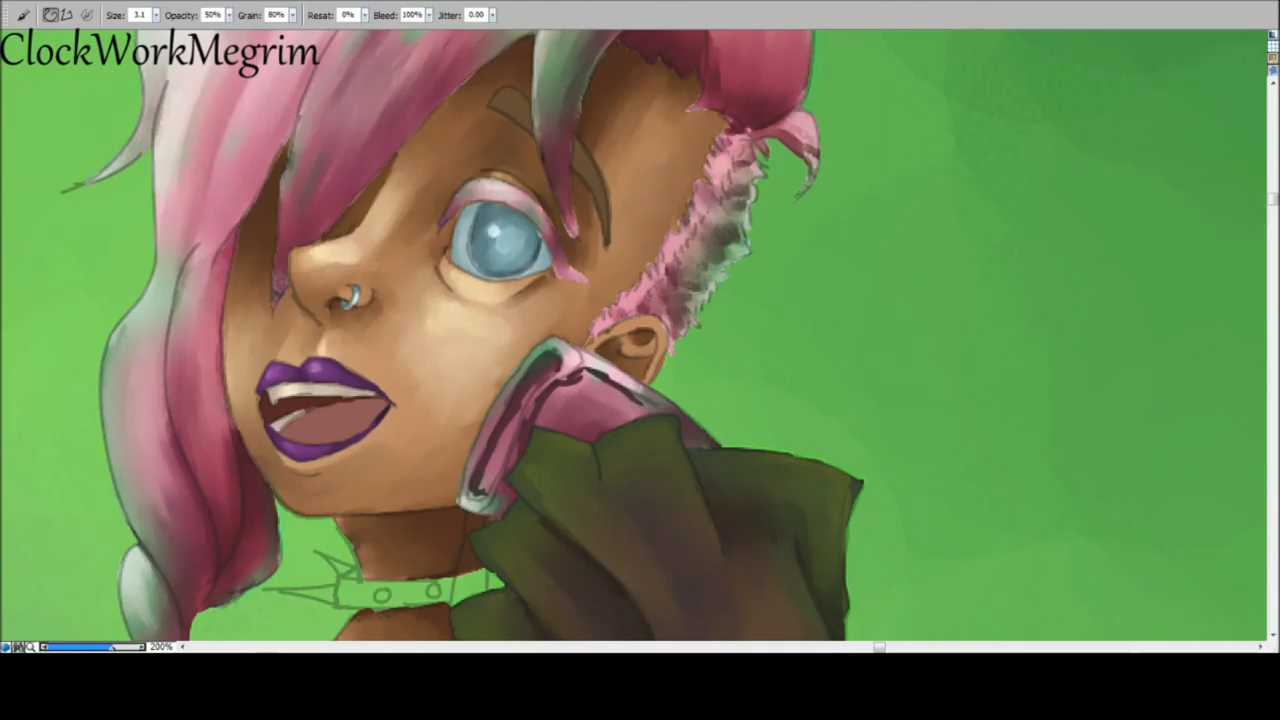 Size: 3.1 Opacity: 50% Grain: 80% Resat: 0% Bleed: 100% Jitter: 0.00
ClockWorkMegrim
200%